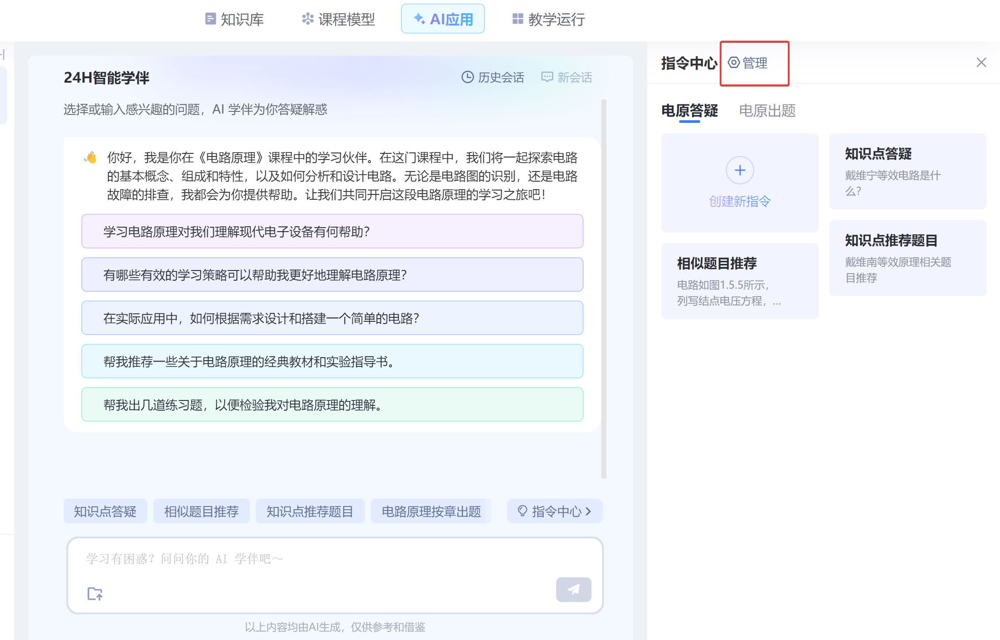 知识库
课程模型
AI应用
教学运行
24H智能学伴
历史会话
新会话
选择或输入感兴趣的问题，AI 学伴为你答疑解惑
你好，我是你在《电路原理》课程中的学习伙伴。在这门课程中，我们将一起探索电路
的基本概念、组成和特性，以及如何分析和设计电路。无论是电路图的识别，还是电路
故障的排查，我都会为你提供帮助。让我们共同开启这段电路原理的学习之旅吧！
学习电路原理对我们理解现代电子设备有何帮助？
有哪些有效的学习策略可以帮助我更好地理解电路原理？
在实际应用中，如何根据需求设计和搭建一个简单的电路？
帮我推荐一些关于电路原理的经典教材和实验指导书。
帮我出几道练习题，以便检验我对电路原理的理解。
知识点答疑
相似题目推荐
知识点推荐题目
电路原理按章出题
指令中心
学习有困惑？问问你的 AI 学伴吧～
以上内容均由AI生成，仅供参考和借鉴
指令中心
管理
电原答疑
电原出题
创建新指令
知识点答疑
戴维宁等效电路是什
么？
相似题目推荐
电路如图1.5.5所示，
列写结点电压方程，...
知识点推荐题目
戴维南等效原理相关题
目推荐